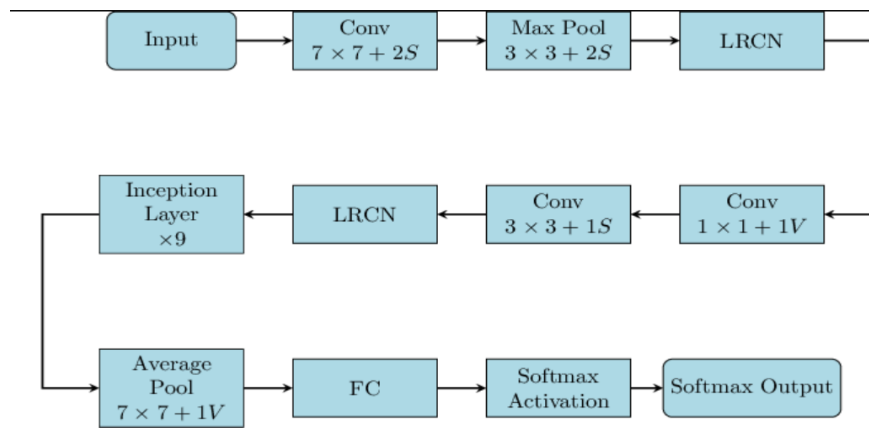 Input
Conv
7 × 7 + 2S
Max Pool
3 × 3 + 2S
LRCN
Inception
Layer
×9
LRCN
Conv
3 × 3 + 1S
Conv
1 × 1 + 1V
Average
Pool
7 × 7 + 1V
FC
Softmax
Activation
Softmax Output